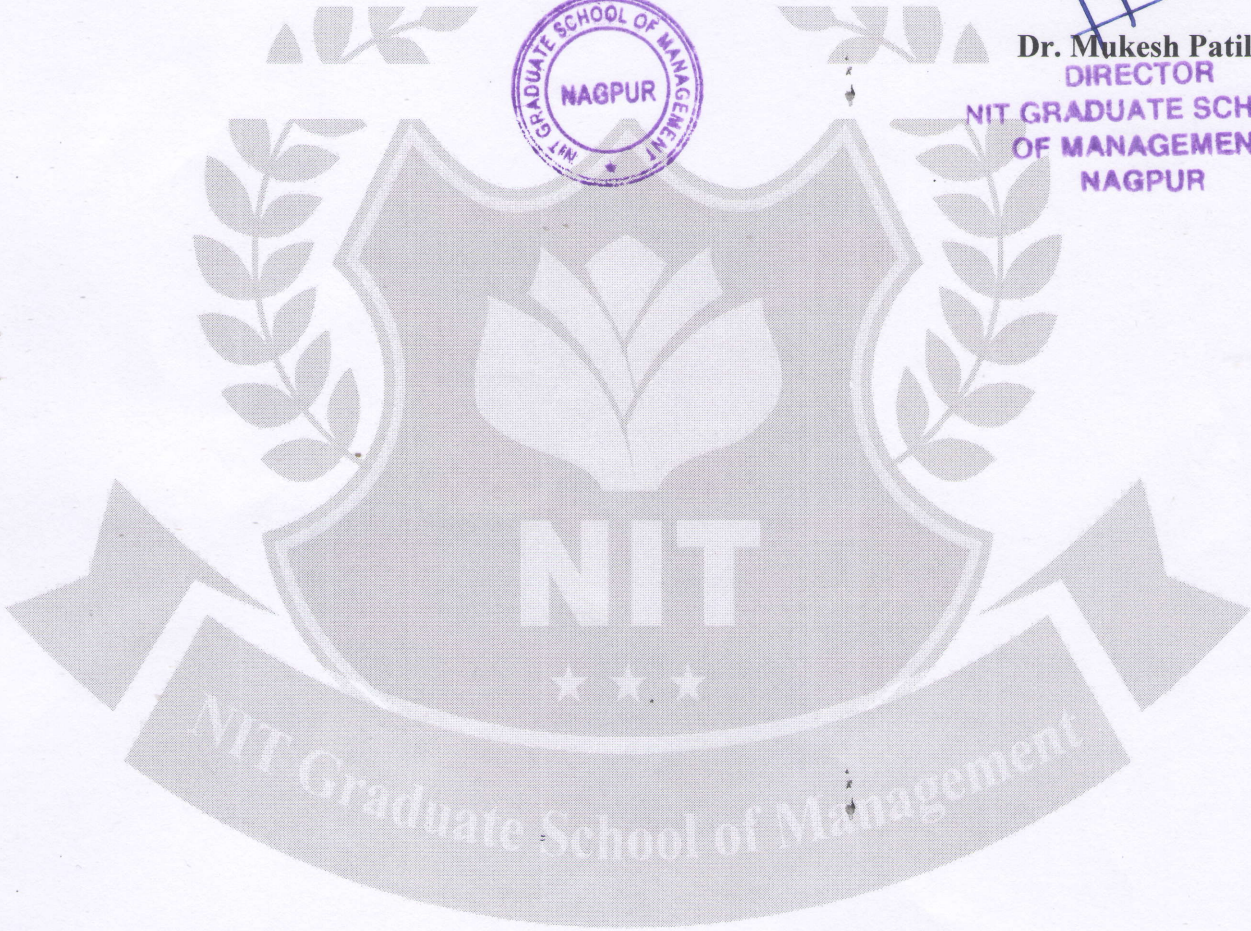 NIT GRADUATE SCHOOL OF MANAGEMENT
NAGPUR
Dr. Mukesh Patil
DIRECTOR
NIT GRADUATE SCH
OF MANAGEMEN
NAGPUR
NIT
NIT Graduate School of Management